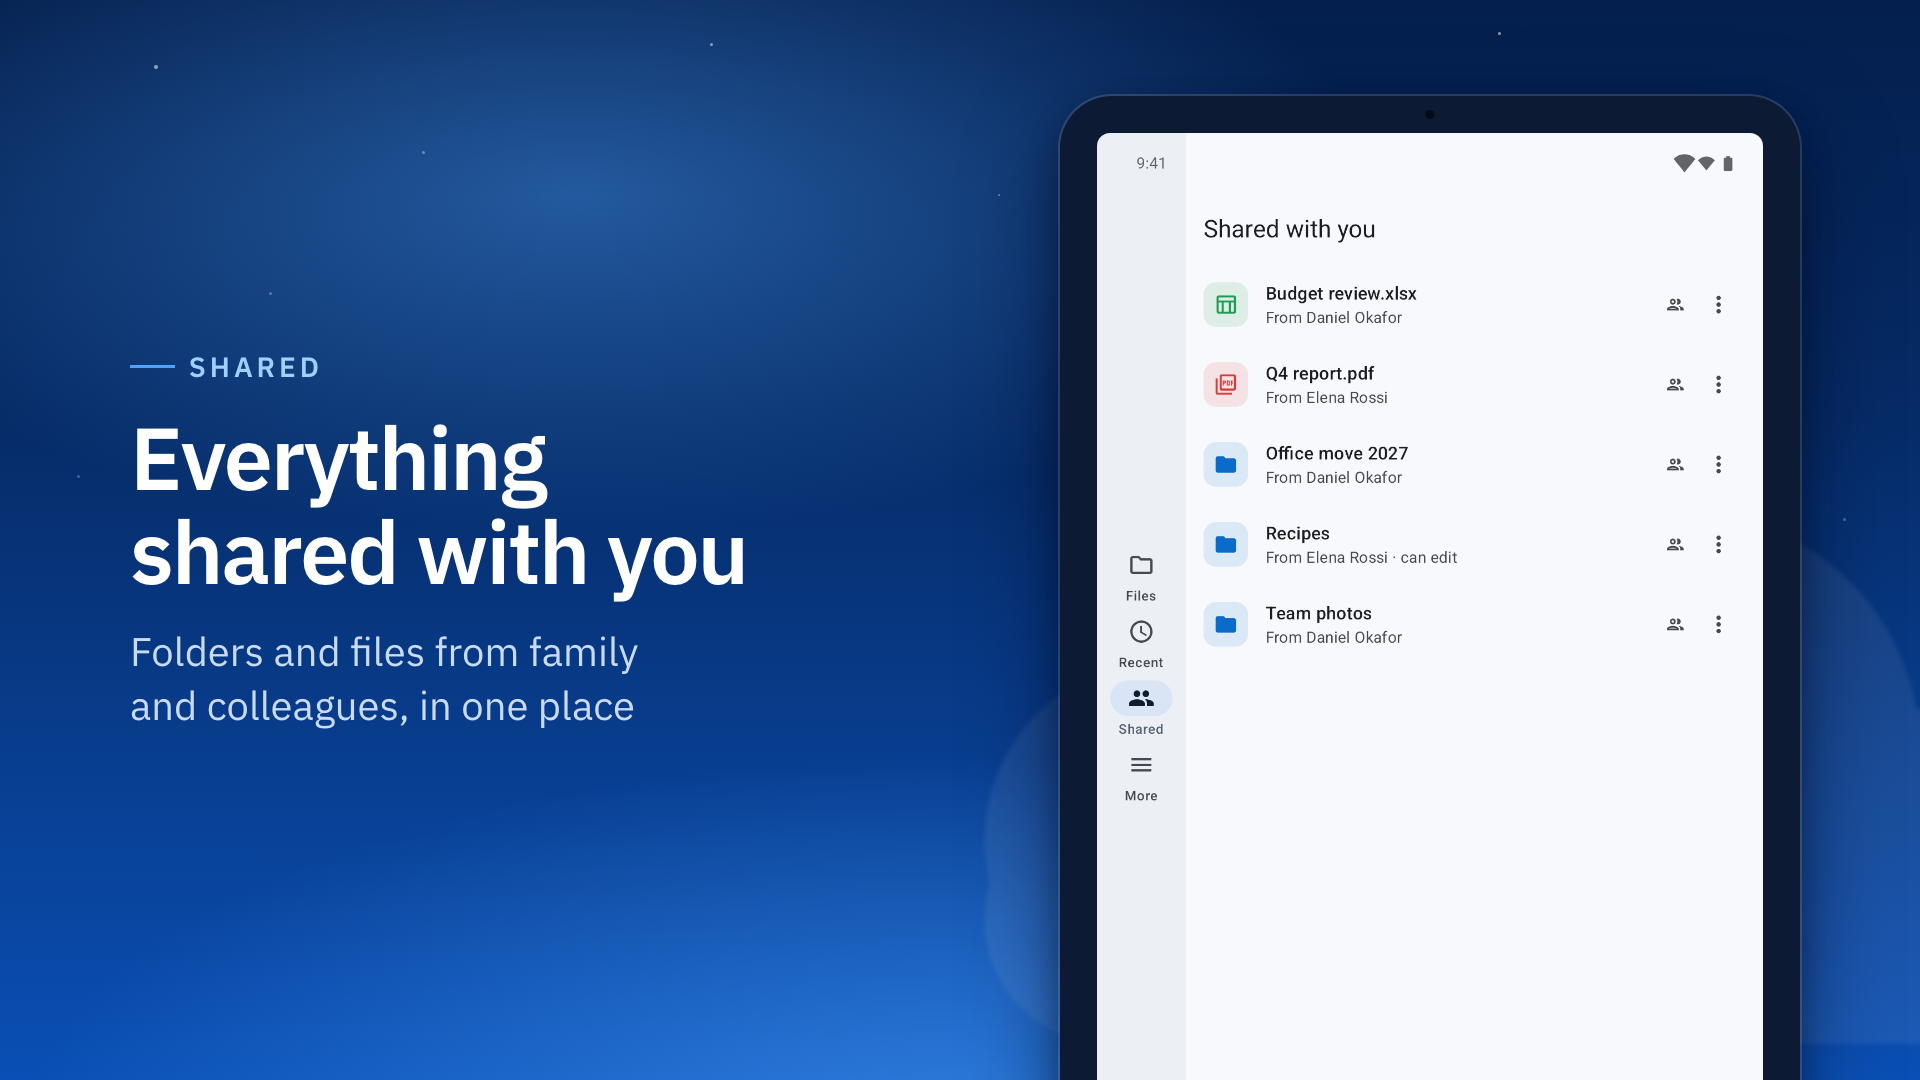 SHARED
Everything
shared with you
Folders and files from family
and colleagues, in one place
9:41
Shared with you
Budget review.xlsx
From Daniel Okafor
Q4 report.pdf
From Elena Rossi
Office move 2027
From Daniel Okafor
Recipes
From Elena Rossi · can edit
Team photos
From Daniel Okafor
Files
Recent
Shared
More
PDF